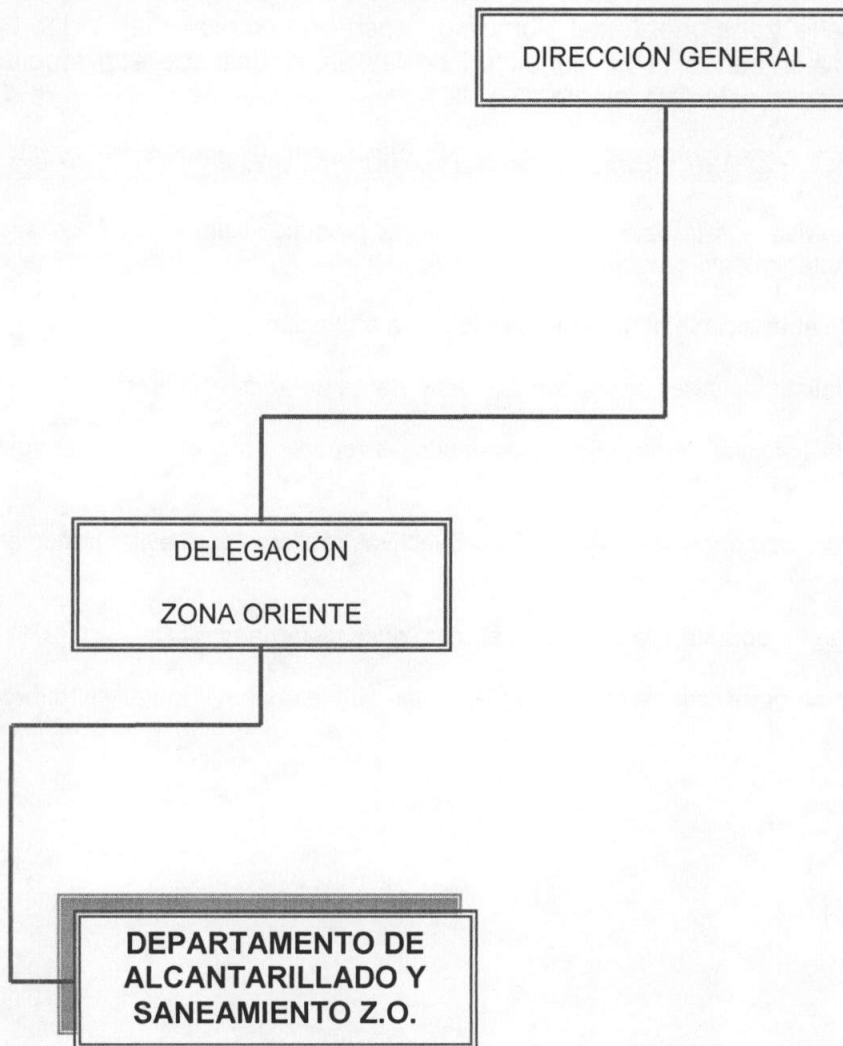 DIRECCIÓN GENERAL
DELEGACIÓN
ZONA ORIENTE
DEPARTAMENTO DE
ALCANTARILLADO Y
SANEAMIENTO Z.O.